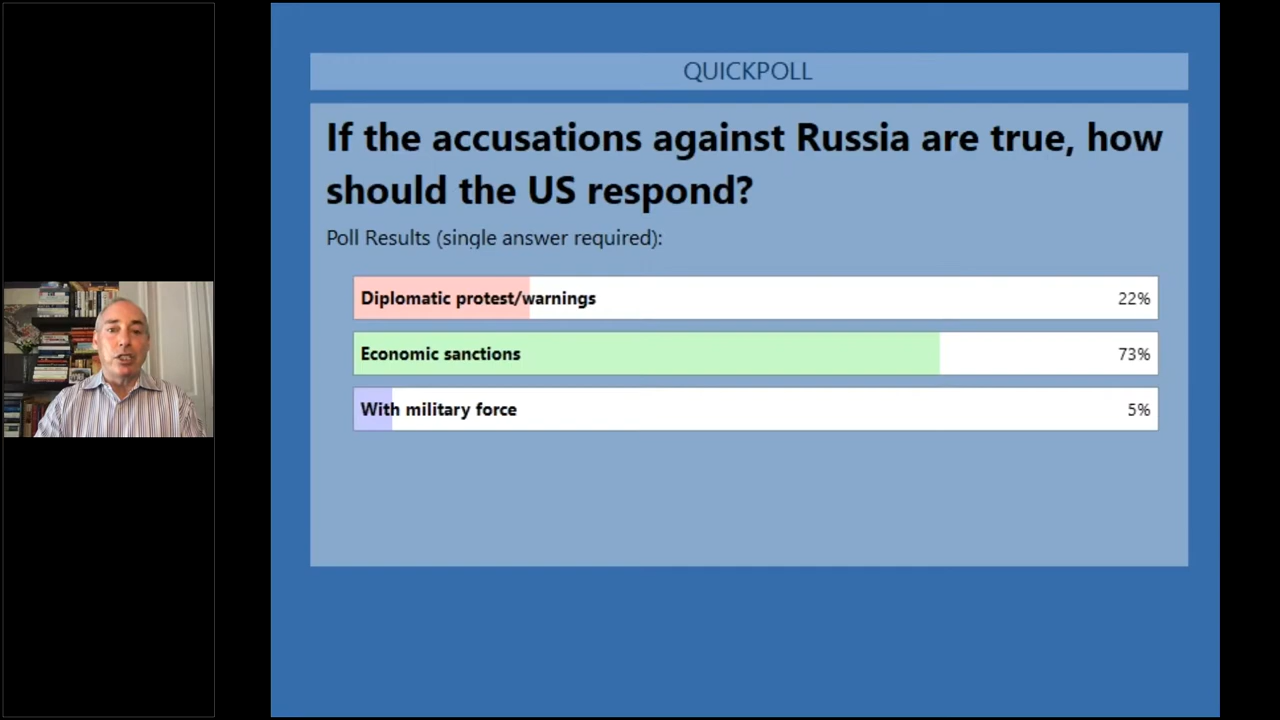 QUICKPOLL
If the accusations against Russia are true, how
should the US respond?
Poll Results (single answer required):
Diplomatic protest/warnings 22%
Economic sanctions 73%
With military force 5%